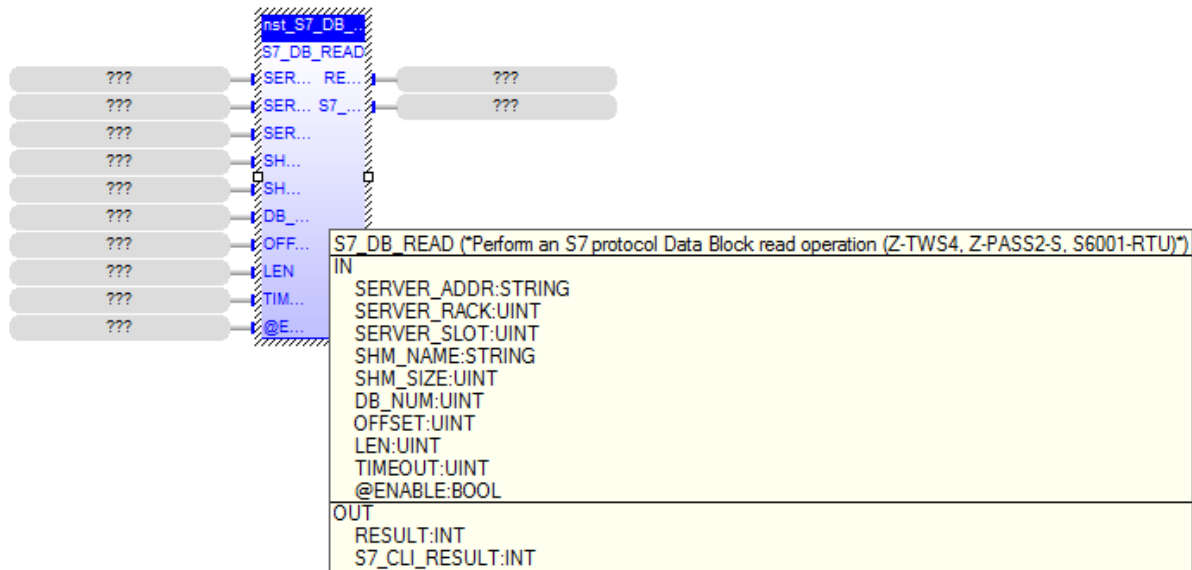 nst_S7_DB_..
S7_DB_READ
??? SER... RE... ???
??? SER... S7_... ???
??? SER...
??? SH...
??? SH...
??? DB_...
??? OFF...
??? LEN
??? TIM...
??? @E...
S7_DB_READ (*Perform an S7 protocol Data Block read operation (Z-TWS4, Z-PASS2-S, S6001-RTU)*)
IN
SERVER_ADDR:STRING
SERVER_RACK:UINT
SERVER_SLOT:UINT
SHM_NAME:STRING
SHM_SIZE:UINT
DB_NUM:UINT
OFFSET:UINT
LEN:UINT
TIMEOUT:UINT
@ENABLE:BOOL
OUT
RESULT:INT
S7_CLI_RESULT:INT